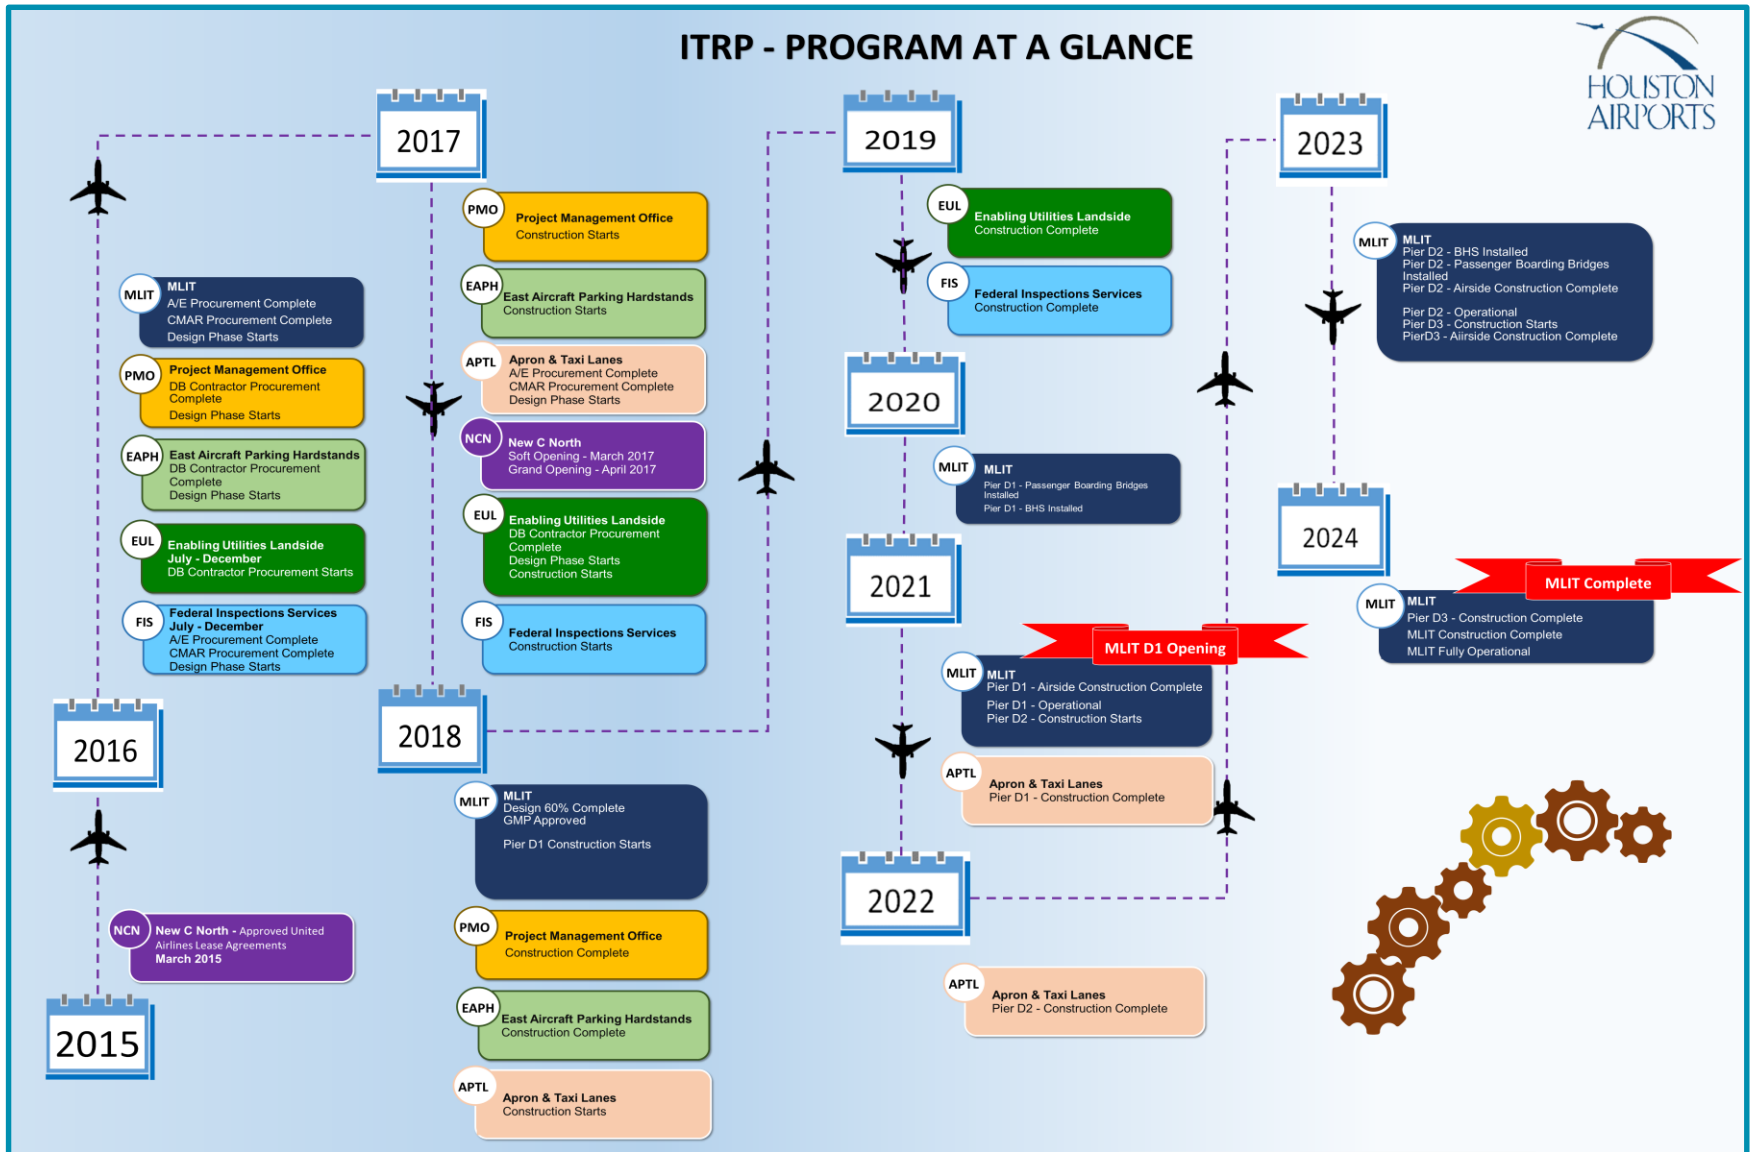 ITRP - PROGRAM AT A GLANCE
HOUSTON
AIRPORTS
2015
NCN
New C North - Approved United
Airlines Lease Agreements
March 2015
2016
MLIT
MLIT
A/E Procurement Complete
CMAR Procurement Complete
Design Phase Starts
PMO
Project Management Office
DB Contractor Procurement
Complete
Design Phase Starts
EAPH
East Aircraft Parking Hardstands
DB Contractor Procurement
Complete
Design Phase Starts
EUL
Enabling Utilities Landside
July - December
DB Contractor Procurement Starts
FIS
Federal Inspections Services
July - December
A/E Procurement Complete
CMAR Procurement Complete
Design Phase Starts
2017
PMO
Project Management Office
Construction Starts
EAPH
East Aircraft Parking Hardstands
Construction Starts
APTL
Apron & Taxi Lanes
A/E Procurement Complete
CMAR Procurement Complete
Design Phase Starts
NCN
New C North
Soft Opening - March 2017
Grand Opening - April 2017
EUL
Enabling Utilities Landside
DB Contractor Procurement
Complete
Design Phase Starts
Construction Starts
FIS
Federal Inspections Services
Construction Starts
2018
MLIT
MLIT
Design 60% Complete
GMP Approved
Pier D1 Construction Starts
PMO
Project Management Office
Construction Complete
EAPH
East Aircraft Parking Hardstands
Construction Complete
APTL
Apron & Taxi Lanes
Construction Starts
2019
EUL
Enabling Utilities Landside
Construction Complete
FIS
Federal Inspections Services
Construction Complete
2020
MLIT
MLIT
Pier D1 - Passenger Boarding Bridges
Installed
Pier D1 - BHS Installed
2021
MLIT D1 Opening
MLIT
MLIT
Pier D1 - Airside Construction Complete
Pier D1 - Operational
Pier D2 - Construction Starts
APTL
Apron & Taxi Lanes
Pier D1 - Construction Complete
2022
APTL
Apron & Taxi Lanes
Pier D2 - Construction Complete
2023
MLIT
MLIT
Pier D2 - BHS Installed
Pier D2 - Passenger Boarding Bridges
Installed
Pier D2 - Airside Construction Complete
Pier D2 - Operational
Pier D3 - Construction Starts
PierD3 - Aiirside Construction Complete
2024
MLIT Complete
MLIT
MLIT
Pier D3 - Construction Complete
MLIT Construction Complete
MLIT Fully Operational